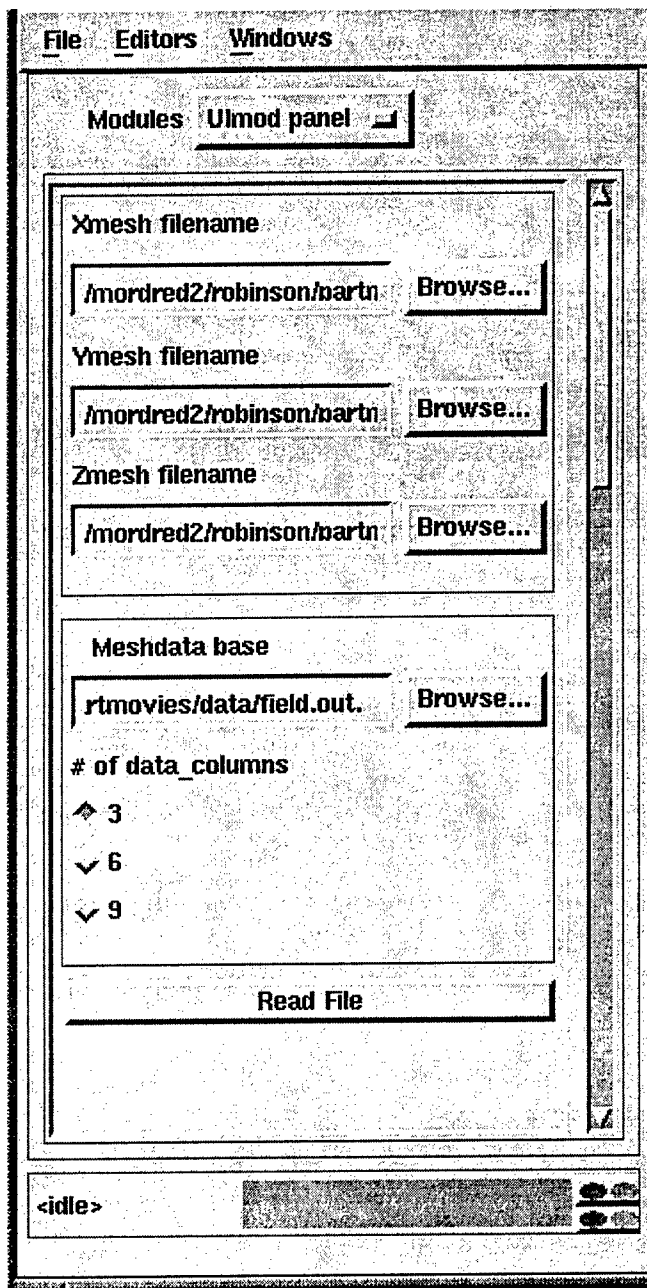 File Editors Windows
Modules UImod panel
Xmesh filename
/mordred2/robinson/partn Browse...
Ymesh filename
/mordred2/robinson/partn Browse...
Zmesh filename
/mordred2/robinson/partn Browse...
Meshdata base
rtmovies/data/field.out. Browse...
# of data_columns
3
6
9
Read File
<idle>